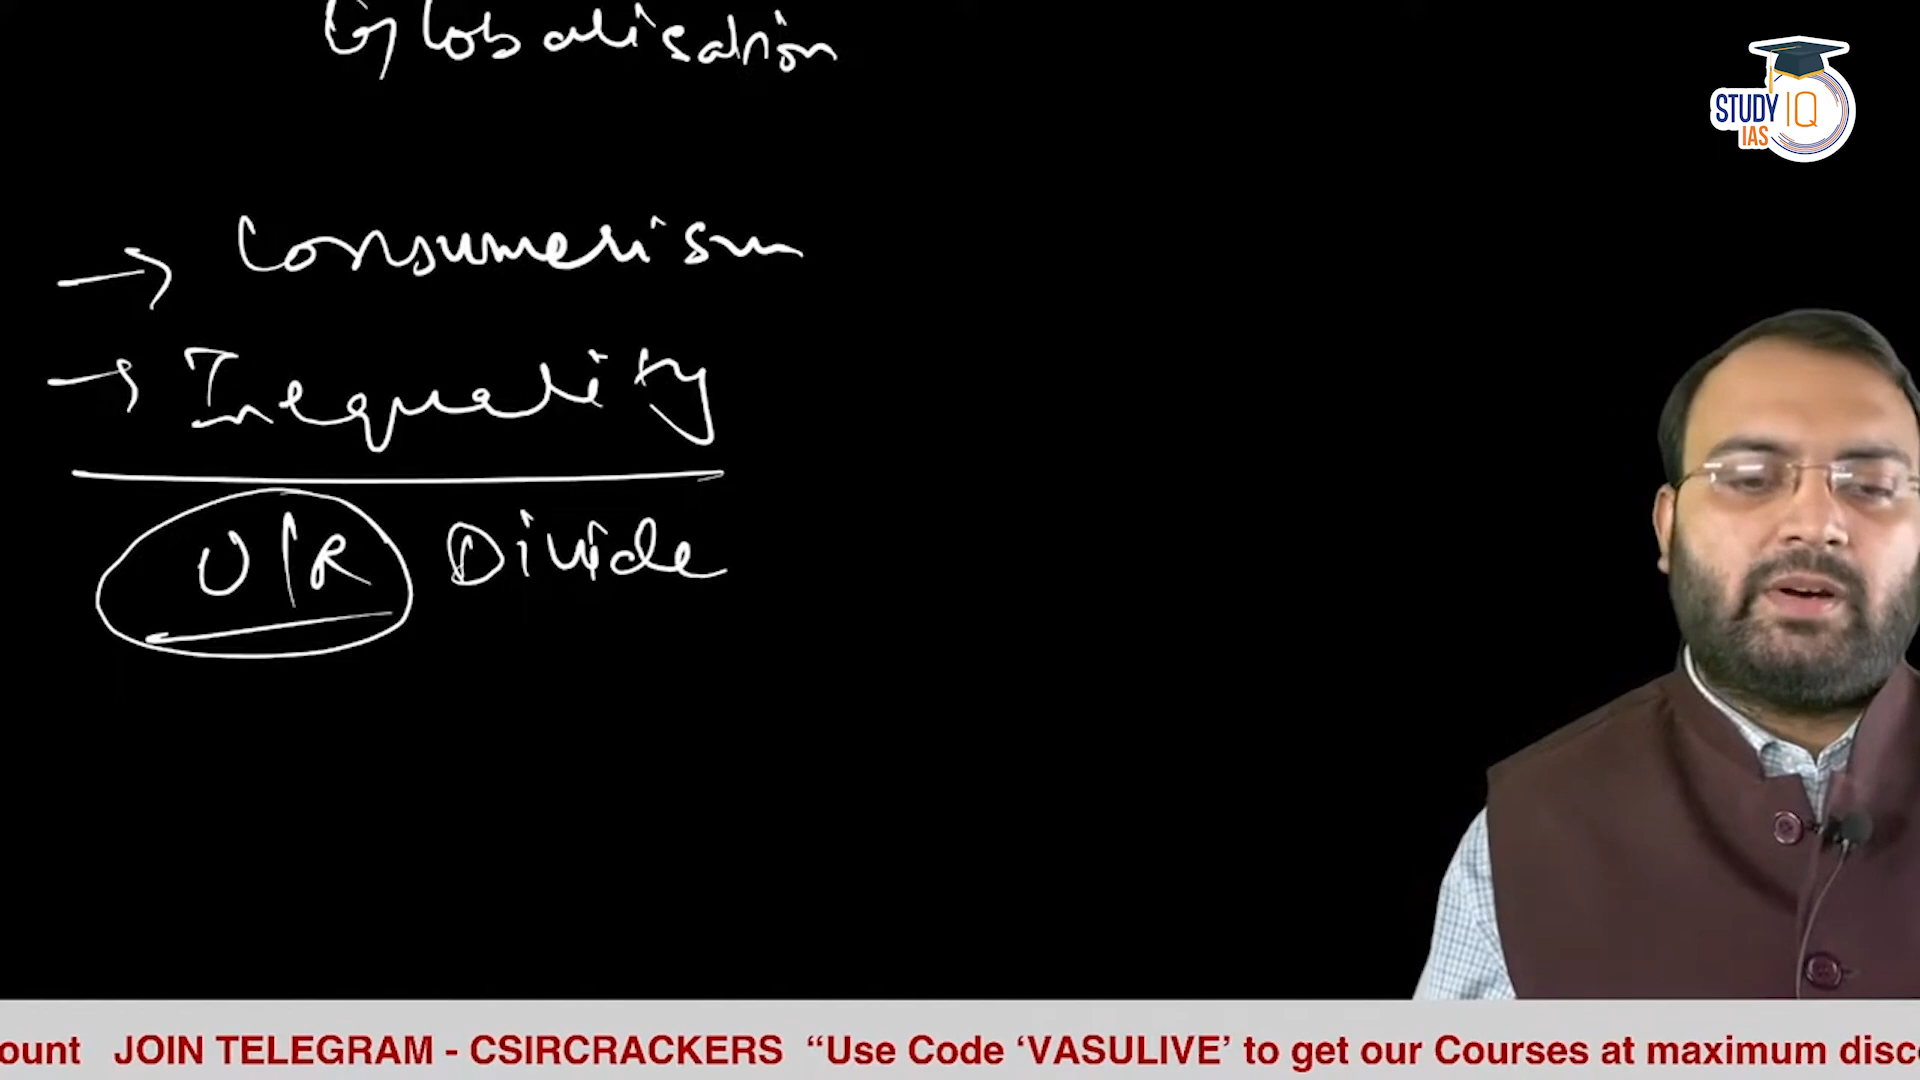 Globalisation
STUDY IQ
IAS
→ Consumerism
→ Inequality
U/R Divide
ount JOIN TELEGRAM - CSIRCRACKERS “Use Code ‘VASULIVE’ to get our Courses at maximum disc